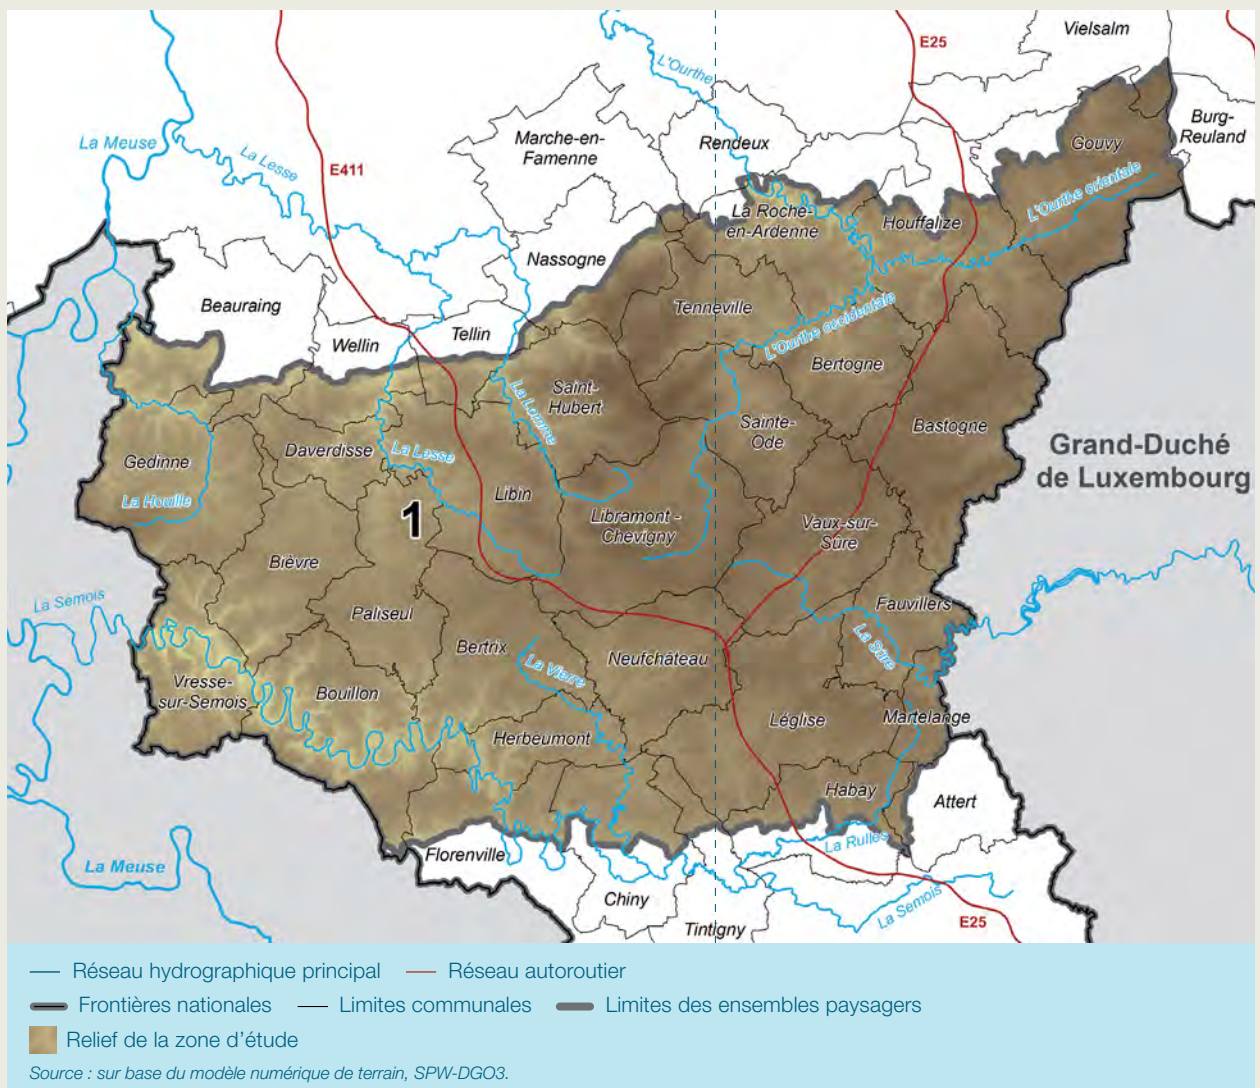 Vielsalm
E25
L'Ourthe
Burg-
Reuland
La Meuse
La Lesse
Marche-en-
Famenne
Rendeux
Gouvy
E411
L'Ourthe orientale
La Roche-
en-Ardenne
Houffalize
Nassogne
Beauraing
Tenneville
L'Ourthe occidentale
Wellin
Tellin
Bertogne
Saint-
Hubert
La Lomme
Sainte-
Ode
Bastogne
Grand-Duché
de Luxembourg
Gedinne
Daverdisse
La Lesse
Libin
La Houille
1
Libramont -
Chevigny
Vaux-sur-
Sûre
Bièvre
La Semois
Paliseul
Fauvillers
Bertrix
La Vierre
Neufchâteau
La Sûre
Vresse-
sur-Semois
Bouillon
Léglise
Martelange
Herbeumont
Habay
Attert
Florenville
La Rulles
La Meuse
Chiny
La Semois
Tintigny
E25
Réseau hydrographique principal
Réseau autoroutier
Frontières nationales
Limites communales
Limites des ensembles paysagers
Relief de la zone d'étude
Source : sur base du modèle numérique de terrain, SPW-DGO3.